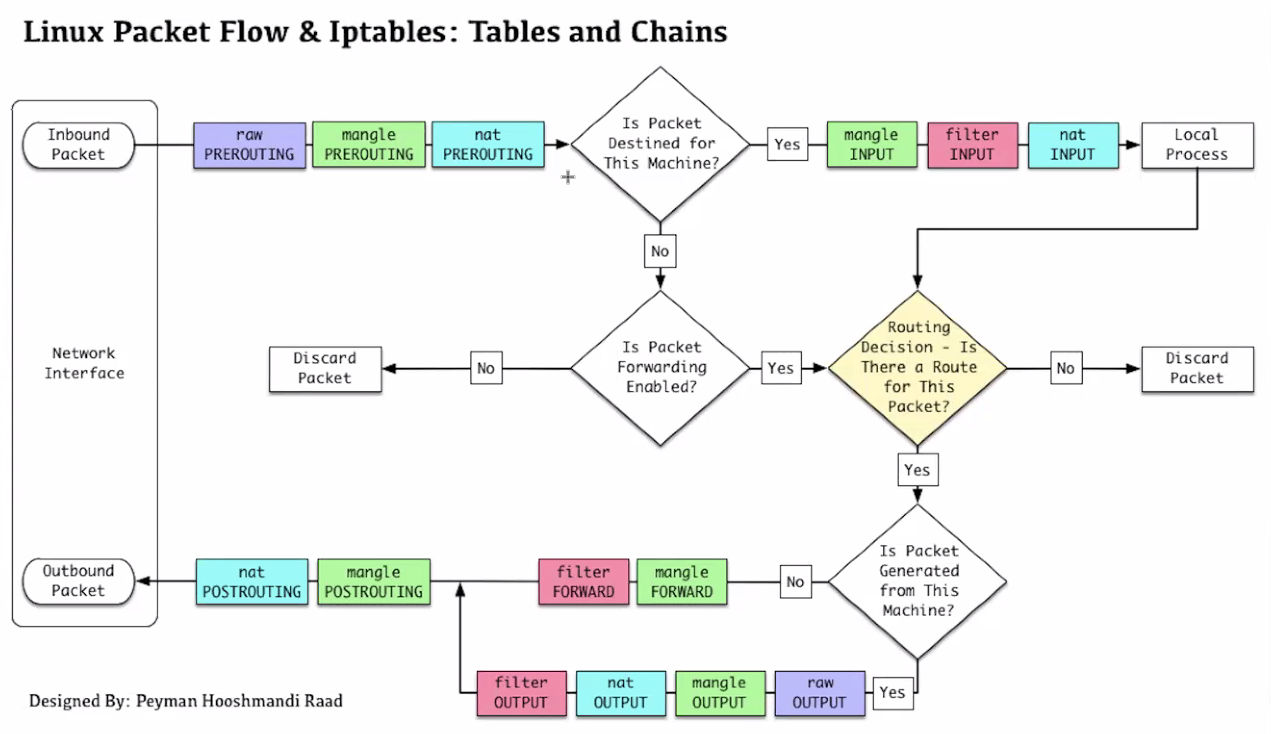 Linux Packet Flow & Iptables: Tables and Chains
Inbound
Packet
raw
PREROUTING
mangle
PREROUTING
nat
PREROUTING
Is Packet
Destined for
This Machine?
Yes
mangle
INPUT
filter
INPUT
nat
INPUT
Local
Process
No
Network
Interface
Discard
Packet
No
Is Packet
Forwarding
Enabled?
Yes
Routing
Decision - Is
There a Route
for This
Packet?
No
Discard
Packet
Yes
Outbound
Packet
nat
POSTROUTING
mangle
POSTROUTING
filter
FORWARD
mangle
FORWARD
No
Is Packet
Generated
from This
Machine?
filter
OUTPUT
nat
OUTPUT
mangle
OUTPUT
raw
OUTPUT
Yes
Designed By: Peyman Hooshmandi Raad